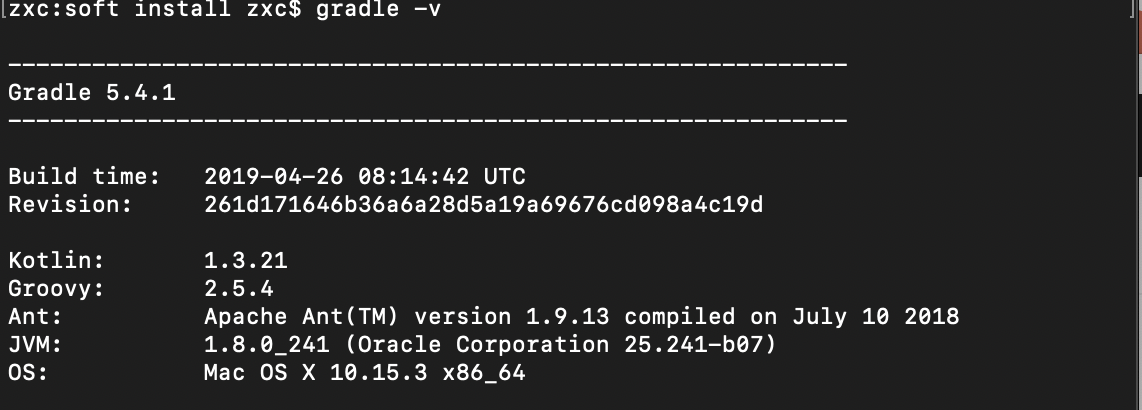 [zxc:soft install zxc$ gradle -v ]
------------------------------------------------------------
Gradle 5.4.1
------------------------------------------------------------
Build time:   2019-04-26 08:14:42 UTC
Revision:     261d171646b36a6a28d5a19a69676cd098a4c19d
Kotlin:       1.3.21
Groovy:       2.5.4
Ant:          Apache Ant(TM) version 1.9.13 compiled on July 10 2018
JVM:          1.8.0_241 (Oracle Corporation 25.241-b07)
OS:           Mac OS X 10.15.3 x86_64